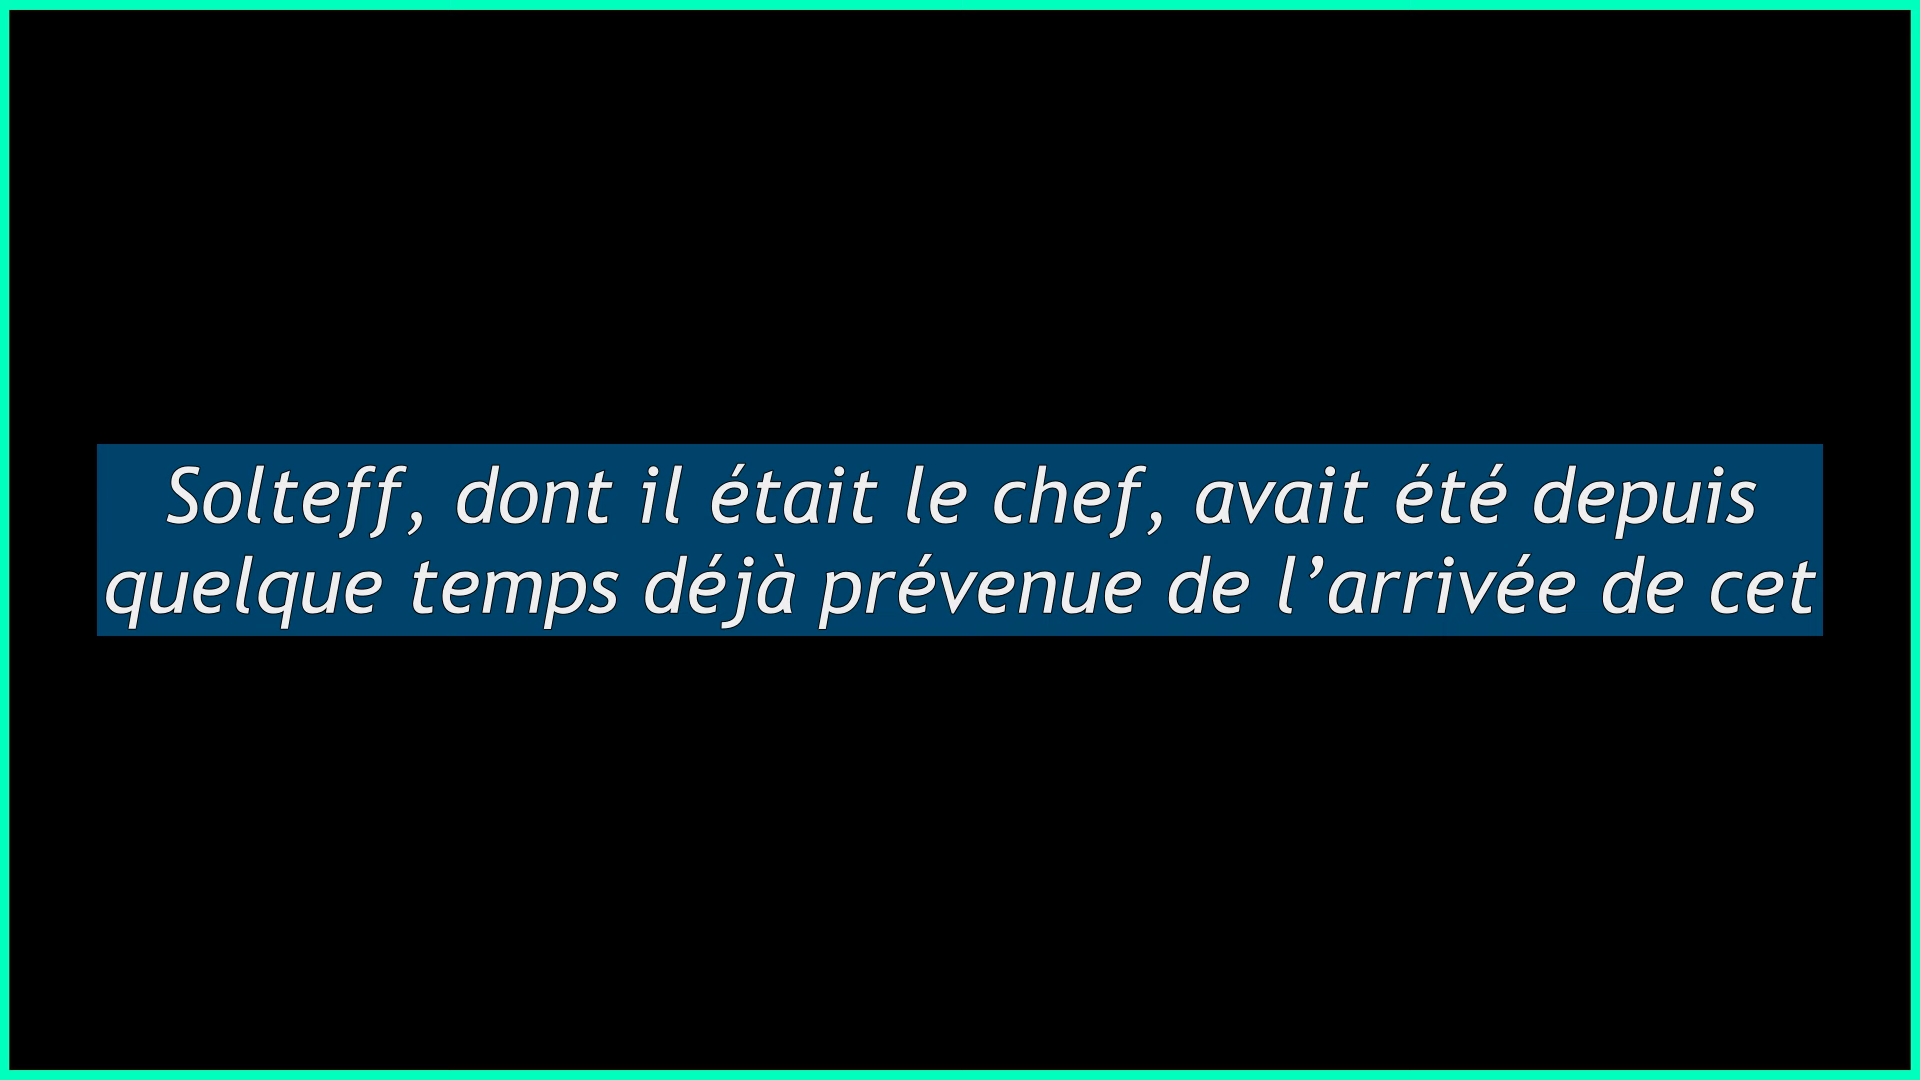 Solteff, dont il était le chef, avait été depuis
quelque temps déjà prévenue de l’arrivée de cet